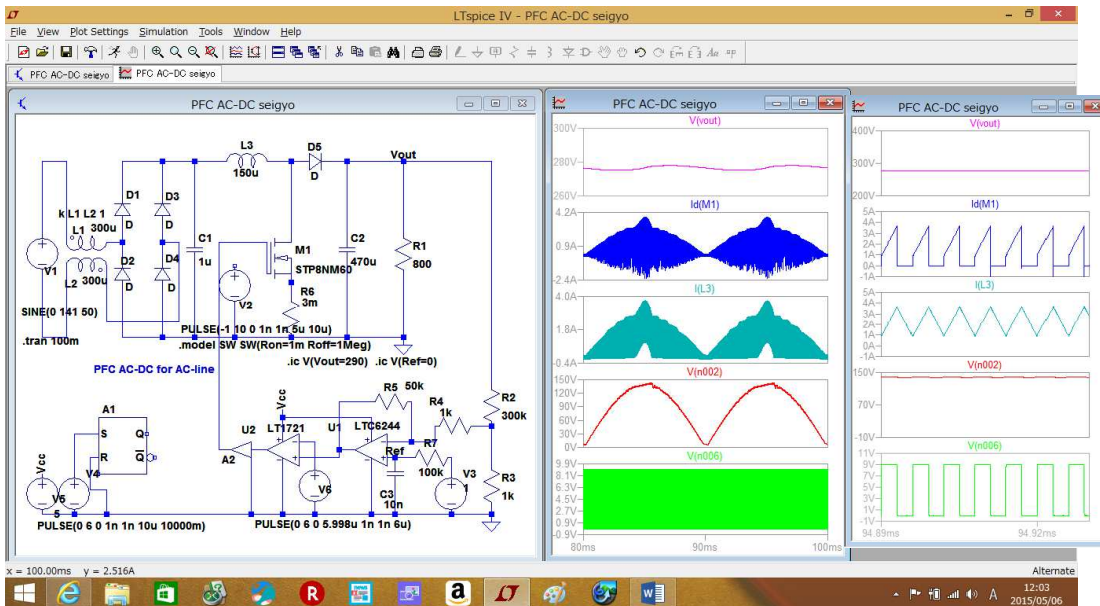 LTspice IV - PFC AC-DC seigyo
File View Plot Settings Simulation Tools Window Help
PFC AC-DC seigyo
PFC AC-DC seigyo
PFC AC-DC seigyo
L3
150u
D5
D
Vout
D1
D
D3
D
k L1 L2 1
L1 300u
D2
D
D4
D
L2 300u
V1
SINE(0 141 50)
.tran 100m
C1
1u
M1
STP8NM60
V2
R6
3m
C2
470u
R1
800
PULSE(-1 10 0 1n 1n 5u 10u)
.model SW SW(Ron=1m Roff=1Meg)
.ic V(Vout=290) .ic V(Ref=0)
PFC AC-DC for AC-line
A1
S
R
Q
Q
Vcc
V4
V5
5
PULSE(0 6 0 1n 1n 10u 10000m)
U2
A2
Vcc
LT1721
U1
V6
PULSE(0 6 0 5.998u 1n 1n 6u)
LTC6244
R5 50k
R4
1k
R7
100k
Ref
C3
10n
V3
1
R2
300k
R3
1k
PFC AC-DC seigyo
V(vout)
300V
280V
260V
Id(M1)
4.2A
0.9A
-2.4A
I(L3)
4.0A
1.8A
-0.4A
V(n002)
150V
120V
90V
60V
30V
0V
V(n006)
9.9V
8.1V
6.3V
4.5V
2.7V
0.9V
-0.9V
80ms 90ms 100ms
PFC AC-DC seigyo
V(vout)
400V
300V
200V
Id(M1)
5A
4A
3A
2A
1A
0A
-1A
I(L3)
5A
4A
3A
2A
1A
0A
-1A
V(n002)
150V
70V
-10V
V(n006)
11V
9V
7V
5V
3V
1V
-1V
94.89ms 94.92ms
x = 100.00ms y = 2.516A
Alternate
R
a
W
A
12:03
2015/05/06